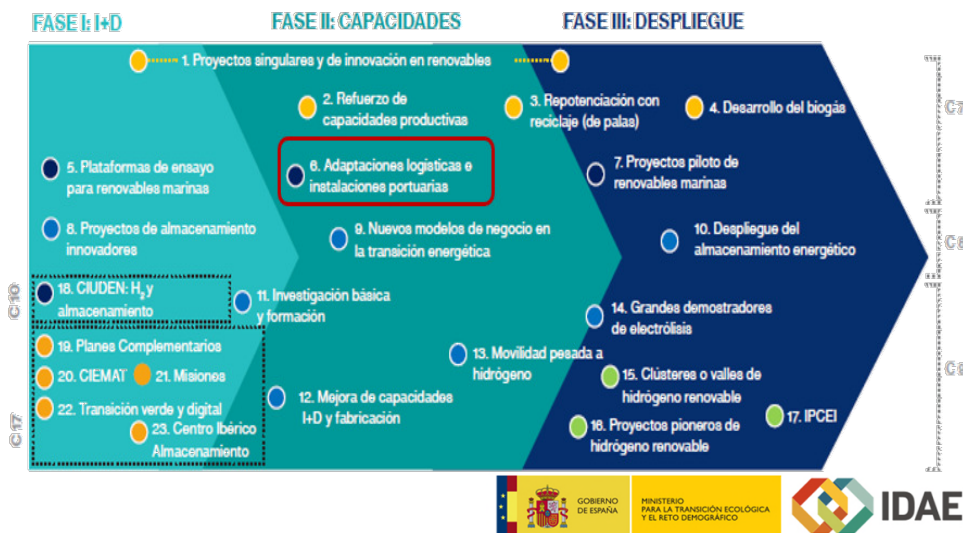 FASE I: I+D
FASE II: CAPACIDADES
FASE III: DESPLIEGUE
1. Proyectos singulares y de innovación en renovables
2. Refuerzo de
capacidades productivas
3. Repotenciación con
reciclaje (de palas)
4. Desarrollo del biogás
5. Plataformas de ensayo
para renovables marinas
6. Adaptaciones logísticas e
instalaciones portuarias
7. Proyectos piloto de
renovables marinas
8. Proyectos de almacenamiento
innovadores
9. Nuevos modelos de negocio en
la transición energética
10. Despliegue del
almacenamiento energético
C10
18. CIUDEN: H₂ y
almacenamiento
11. Investigación básica
y formación
14. Grandes demostradores
de electrólisis
C17
19. Planes Complementarios
20. CIEMAT
21. Misiones
22. Transición verde y digital
23. Centro Ibérico
Almacenamiento
12. Mejora de capacidades
I+D y fabricación
13. Movilidad pesada a
hidrógeno
15. Clústeres o valles de
hidrógeno renovable
16. Proyectos pioneros de
hidrógeno renovable
17. IPCEI
GOBIERNO
DE ESPAÑA
MINISTERIO
PARA LA TRANSICIÓN ECOLÓGICA
Y EL RETO DEMOGRÁFICO
IDAE